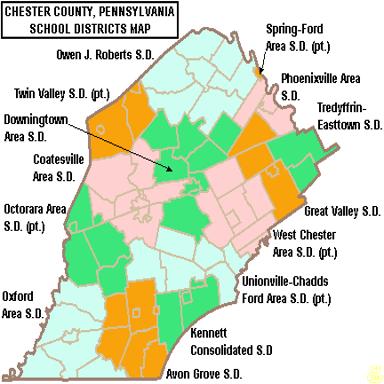 CHESTER COUNTY, PENNSYLVANIA
SCHOOL DISTRICTS MAP
Spring-Ford
Area S.D. (pt.)
Owen J. Roberts S.D.
Phoenixville Area
S.D.
Twin Valley S.D. (pt.)
Tredyffrin-
Easttown S.D.
Downingtown
Area S.D.
Coatesville
Area S.D.
Octorara Area
S.D. (pt.)
Great Valley S.D.
West Chester
Area S.D. (pt.)
Unionville-Chadds
Ford Area S.D. (pt.)
Oxford
Area S.D.
Kennett
Consolidated S.D
Avon Grove S.D.